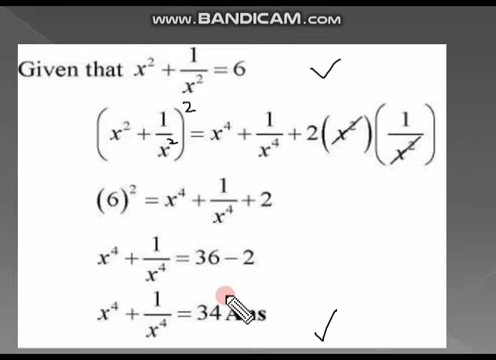 WWW.BANDICAM.COM
Given that x² + 1/x² = 6
(x² + 1/x²)² = x⁴ + 1/x⁴ + 2(x²)(1/x²)
(6)² = x⁴ + 1/x⁴ + 2
x⁴ + 1/x⁴ = 36 − 2
x⁴ + 1/x⁴ = 34 Ans